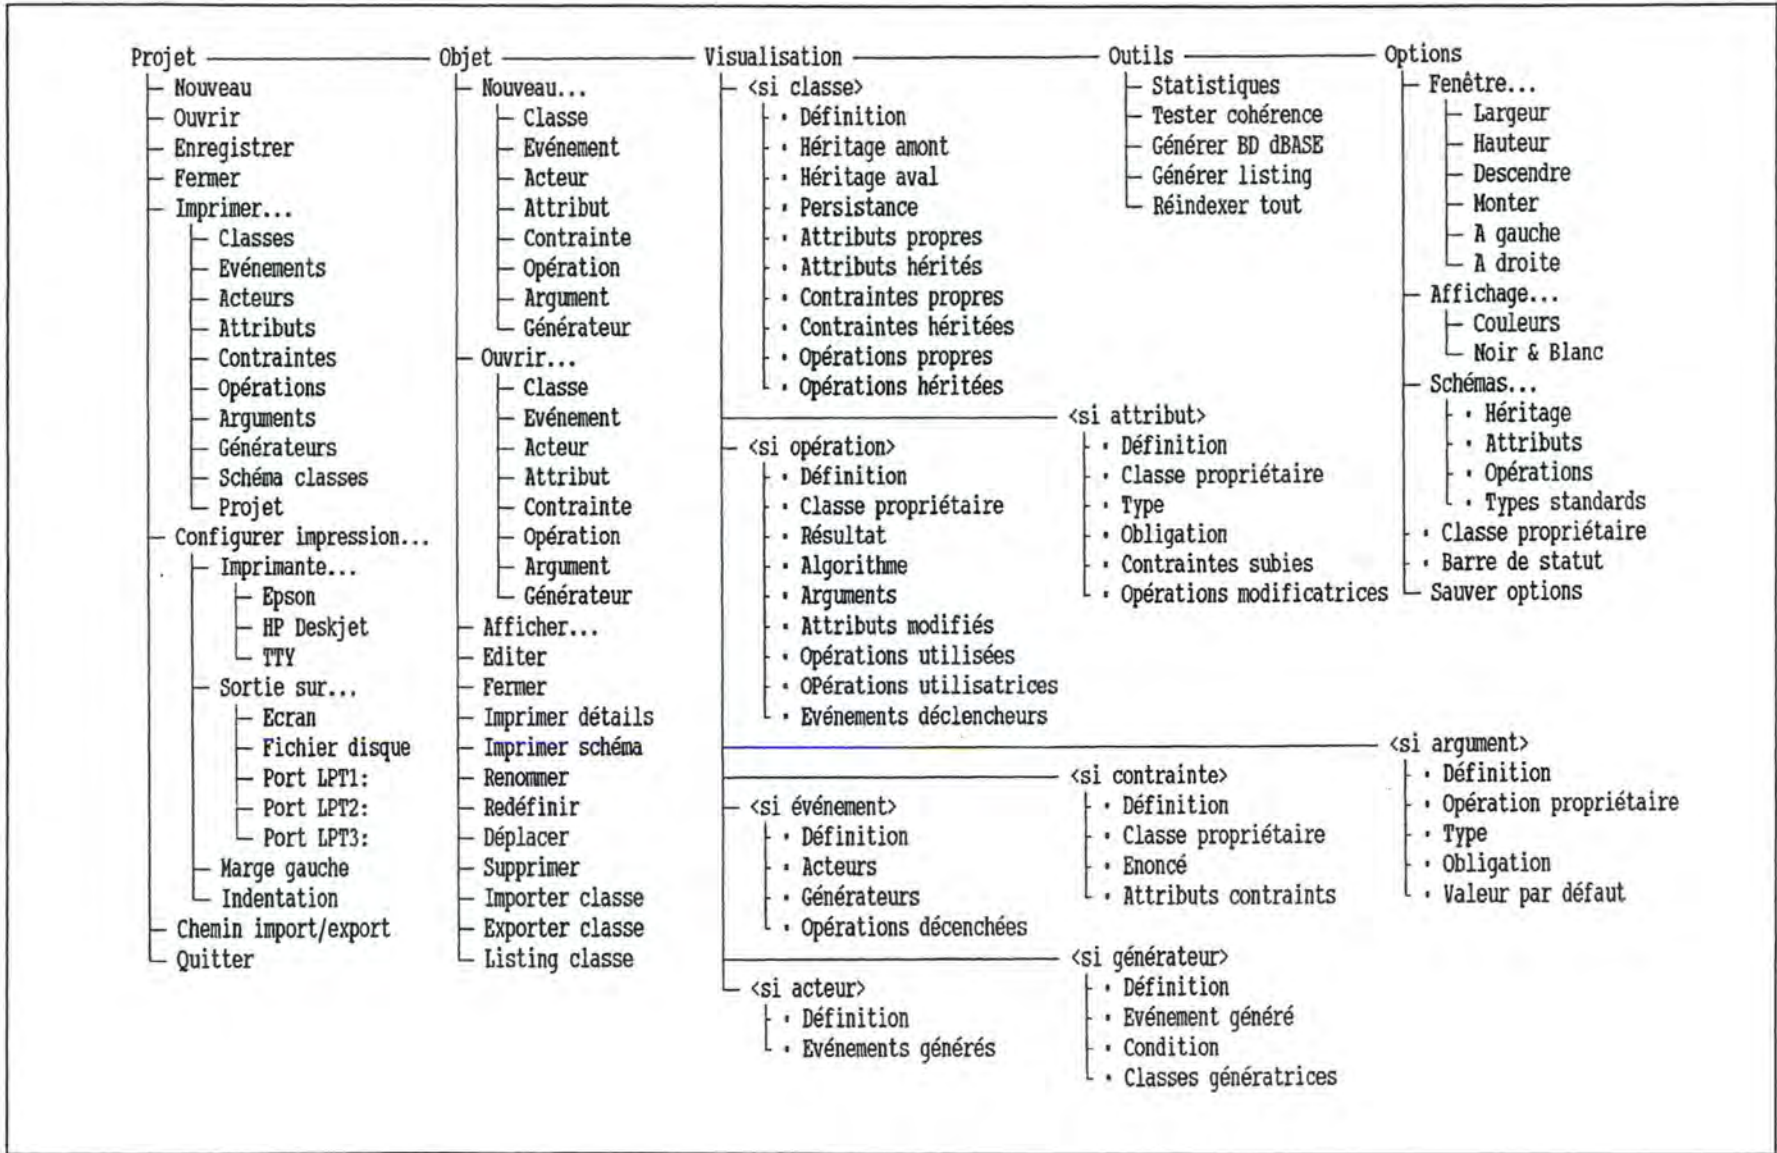 Projet
Nouveau
Ouvrir
Enregistrer
Fermer
Imprimer...
Classes
Evénements
Acteurs
Attributs
Contraintes
Opérations
Arguments
Générateurs
Schéma classes
Projet
Configurer impression...
Imprimante...
Epson
HP Deskjet
TTY
Sortie sur...
Ecran
Fichier disque
Port LPT1:
Port LPT2:
Port LPT3:
Marge gauche
Indentation
Chemin import/export
Quitter
Objet
Nouveau...
Classe
Evénement
Acteur
Attribut
Contrainte
Opération
Argument
Générateur
Ouvrir...
Classe
Evénement
Acteur
Attribut
Contrainte
Opération
Argument
Générateur
Afficher...
Editer
Fermer
Imprimer détails
Imprimer schéma
Renommer
Redéfinir
Déplacer
Supprimer
Importer classe
Exporter classe
Listing classe
Visualisation
<si classe>
Définition
Héritage amont
Héritage aval
Persistance
Attributs propres
Attributs hérités
Contraintes propres
Contraintes héritées
Opérations propres
Opérations héritées
<si attribut>
Définition
Classe propriétaire
Type
Obligation
Contraintes subies
Opérations modificatrices
<si opération>
Définition
Classe propriétaire
Résultat
Algorithme
Arguments
Attributs modifiés
Opérations utilisées
OPérations utilisatrices
Evénements déclencheurs
<si argument>
Définition
Opération propriétaire
Type
Obligation
Valeur par défaut
<si contrainte>
Définition
Classe propriétaire
Enoncé
Attributs contraints
<si événement>
Définition
Acteurs
Générateurs
Opérations décenchées
<si générateur>
Définition
Evénement généré
Condition
Classes génératrices
<si acteur>
Définition
Evénements générés
Outils
Statistiques
Tester cohérence
Générer BD dBASE
Générer listing
Réindexer tout
Options
Fenêtre...
Largeur
Hauteur
Descendre
Monter
A gauche
A droite
Affichage...
Couleurs
Noir & Blanc
Schémas...
Héritage
Attributs
Opérations
Types standards
Classe propriétaire
Barre de statut
Sauver options